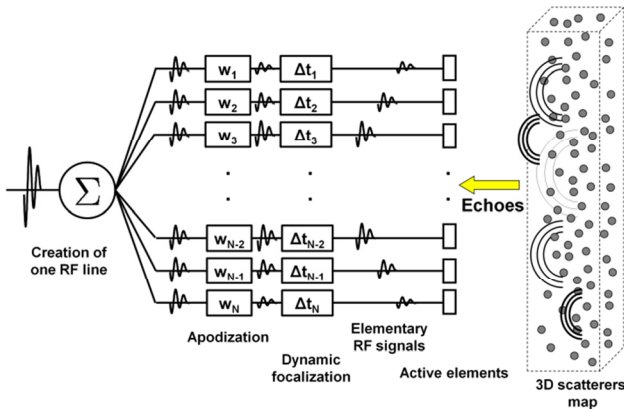 w1 Δt1
w2 Δt2
w3 Δt3
Σ
Echoes
Creation of
one RF line
wN-2 ΔtN-2
wN-1 ΔtN-1
wN ΔtN
Apodization
Elementary
RF signals
Dynamic
focalization
Active elements
3D scatterers
map